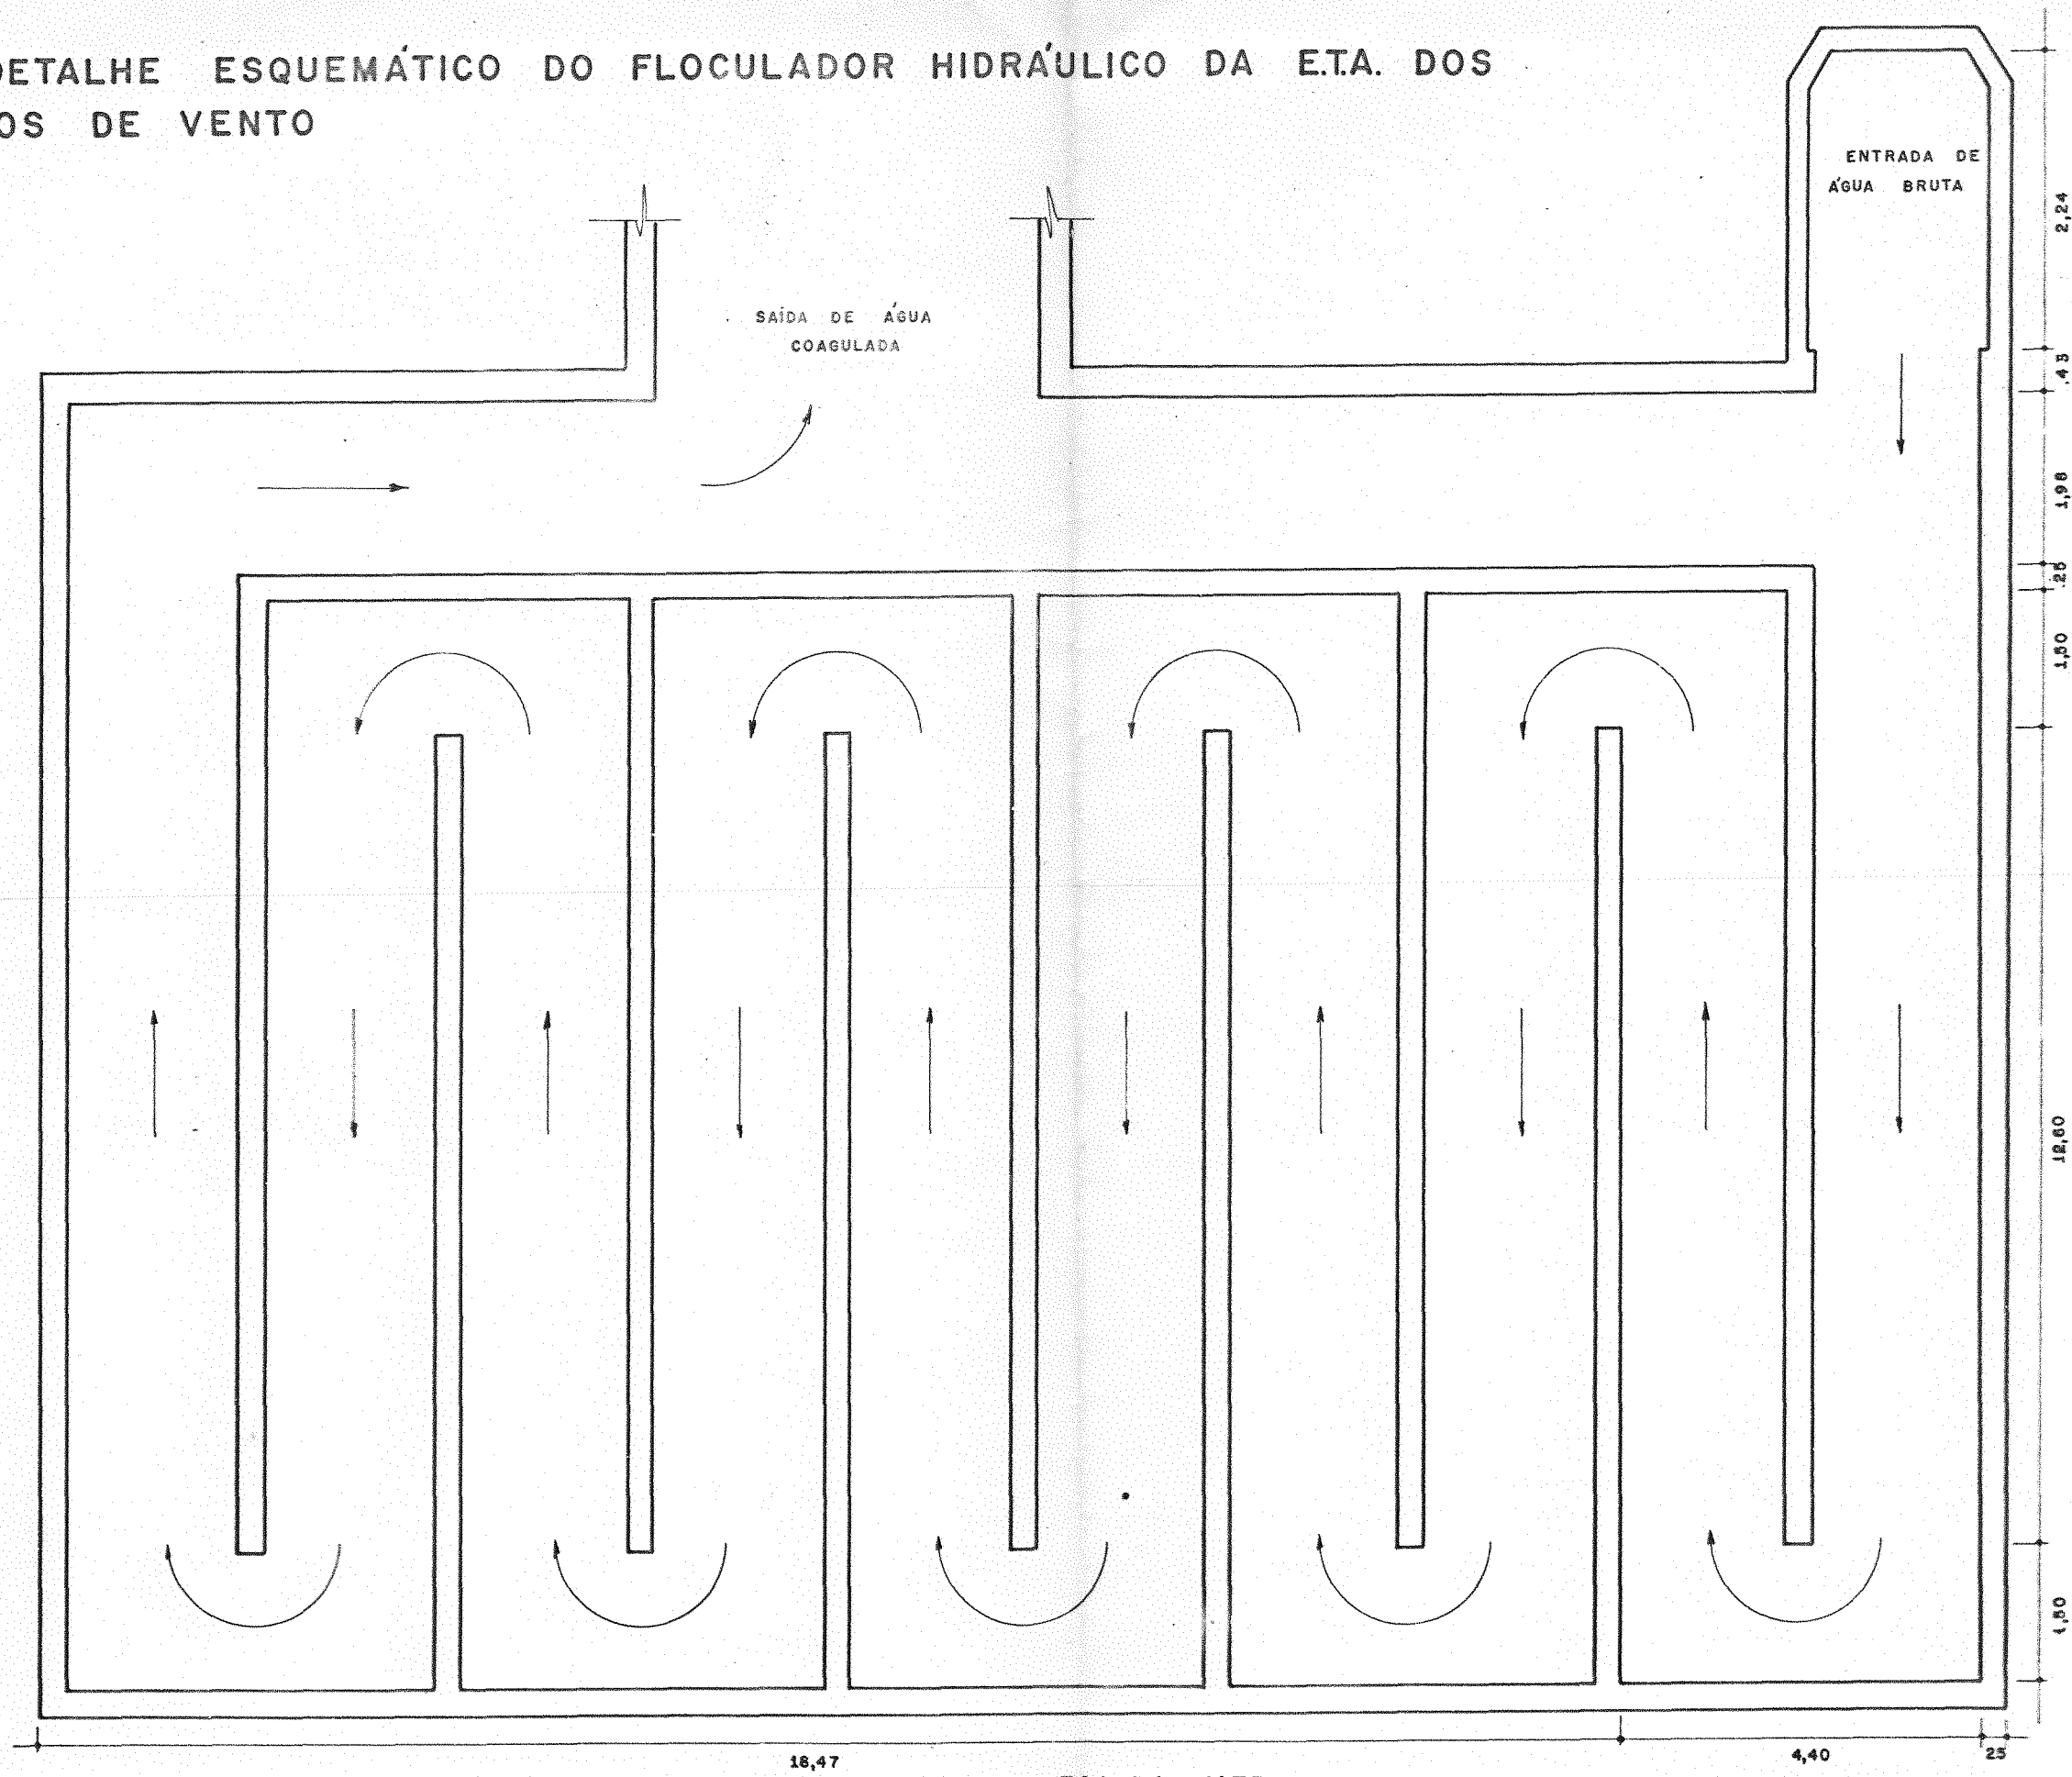 DETALHE ESQUEMÁTICO DO FLOCULADOR HIDRÁULICO DA E.T.A. DOS
OS DE VENTO
ENTRADA DE
ÁGUA BRUTA
SAÍDA DE ÁGUA
COAGULADA
2,24
.43
1,98
.25
1,50
12,60
1,50
18,47
4,40
25